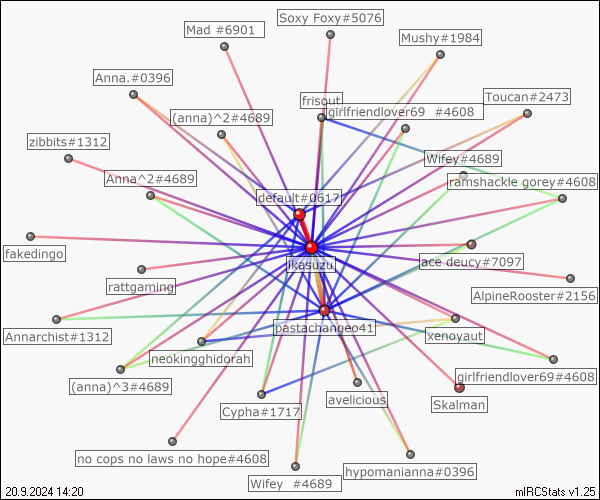 Soxy Foxy#5076
Mad #6901
Mushy#1984
Anna.#0396
Toucan#2473
frisgut
(anna)^2#4689
girlfriendlover69 #4608
zibbits#1312
Wifey#4689
Anna^2#4689
ramshackle gorey#4608
default#0617
fakedingo
ikasuzu
ace deucy#7097
rattgaming
AlpineRooster#2156
pastachangeo41
Annarchist#1312
xenoyaut
neokingghidorah
girlfriendlover69#4608
(anna)^3#4689
avelicious
Skalman
Cypha#1717
no cops no laws no hope#4608
hypomanianna#0396
Wifey #4689
20.9.2024 14:20
mIRCStats v1.25